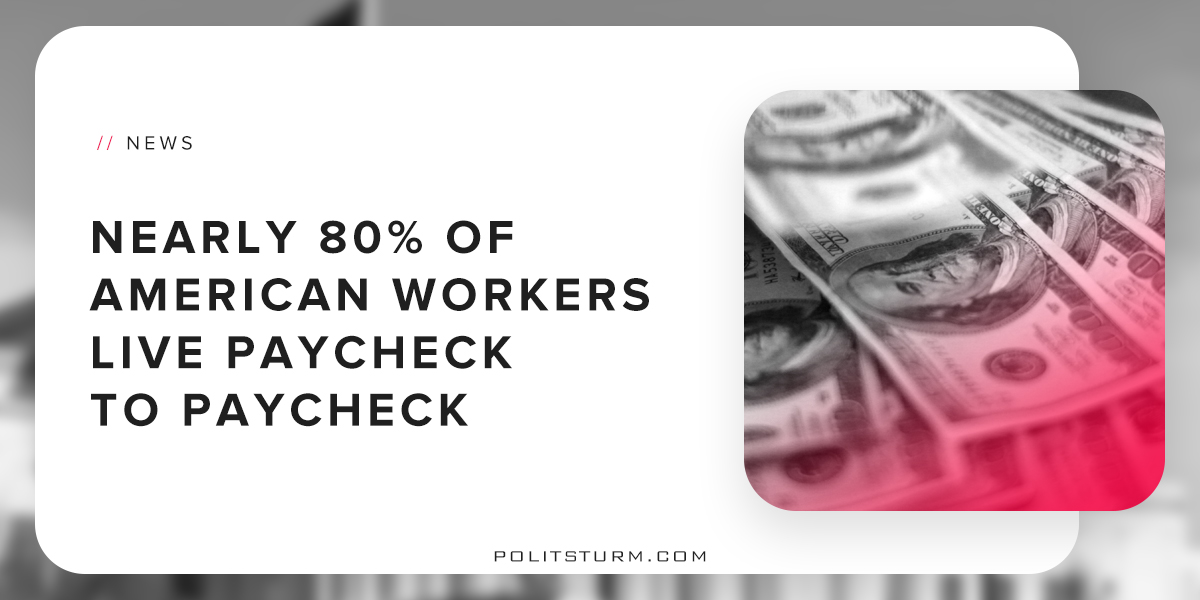 // NEWS
NEARLY 80% OF
AMERICAN WORKERS
LIVE PAYCHECK
TO PAYCHECK
POLITSTURM.COM